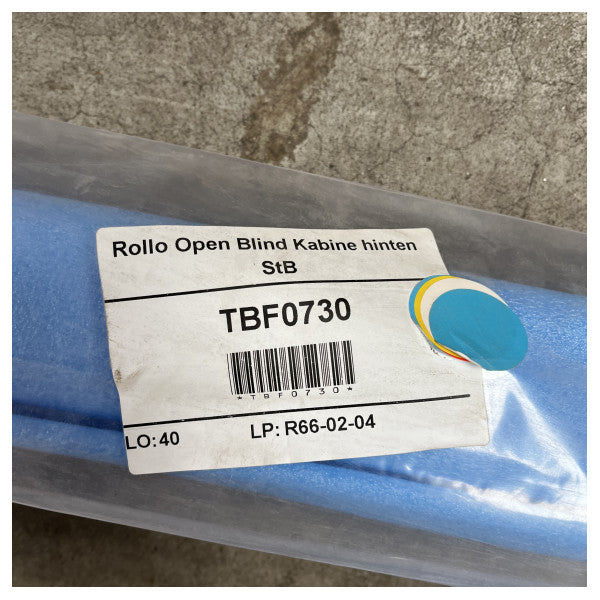 Rollo Open Blind Kabine hinten
StB
TBF0730
*TBF0730*
LO: 40
LP: R66-02-04